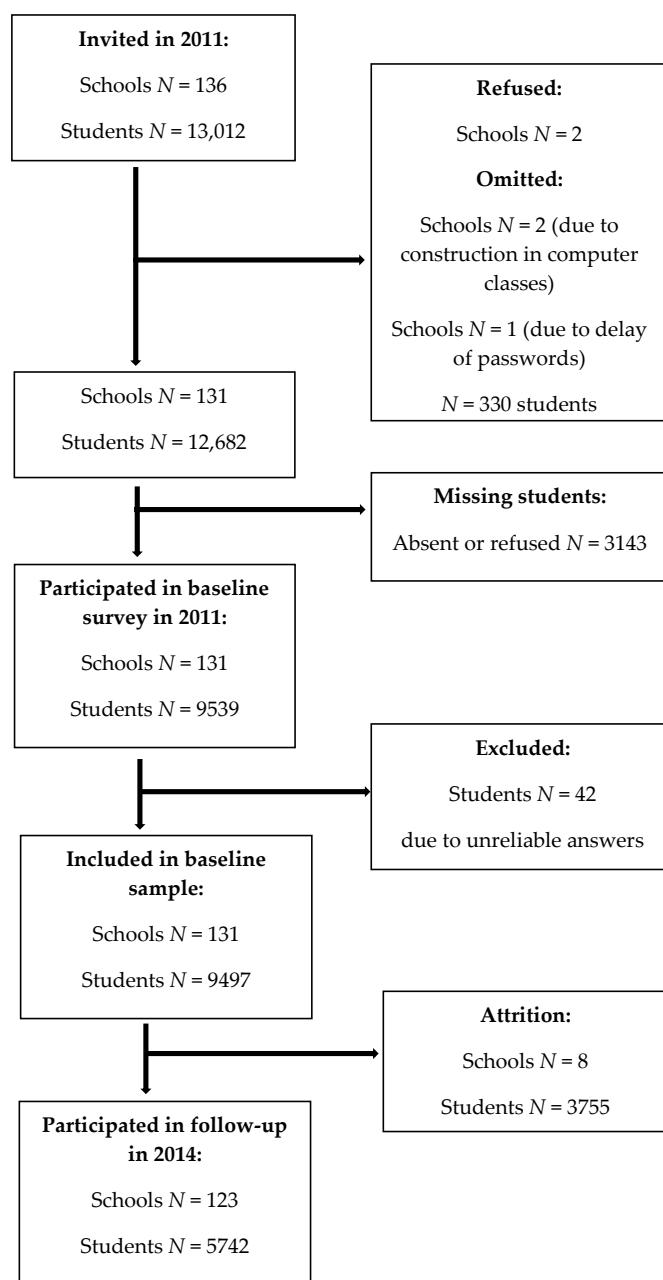 Invited in 2011:
Schools N = 136
Students N = 13,012
Refused:
Schools N = 2
Omitted:
Schools N = 2 (due to
construction in computer
classes)
Schools N = 1 (due to delay
of passwords)
N = 330 students
Schools N = 131
Students N = 12,682
Missing students:
Absent or refused N = 3143
Participated in baseline
survey in 2011:
Schools N = 131
Students N = 9539
Excluded:
Students N = 42
due to unreliable answers
Included in baseline
sample:
Schools N = 131
Students N = 9497
Attrition:
Schools N = 8
Students N = 3755
Participated in follow-up
in 2014:
Schools N = 123
Students N = 5742